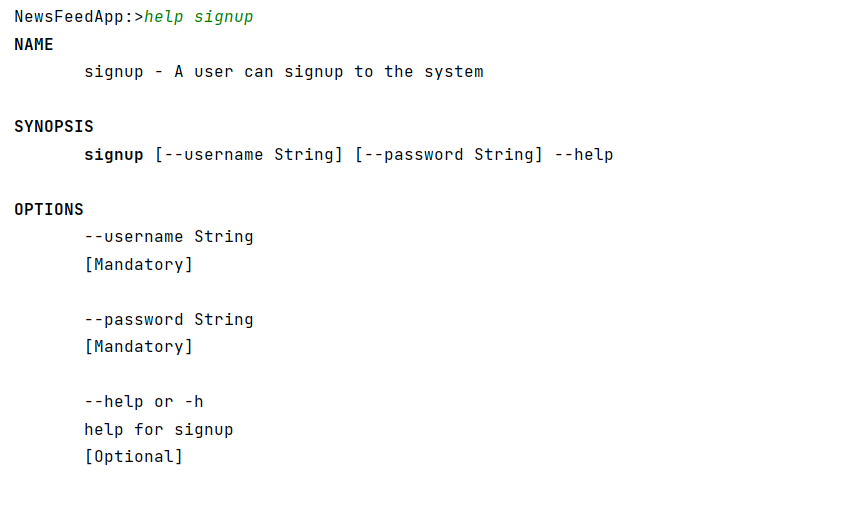 NewsFeedApp:>help signup
NAME
signup - A user can signup to the system
SYNOPSIS
signup [--username String] [--password String] --help
OPTIONS
--username String
[Mandatory]
--password String
[Mandatory]
--help or -h
help for signup
[Optional]